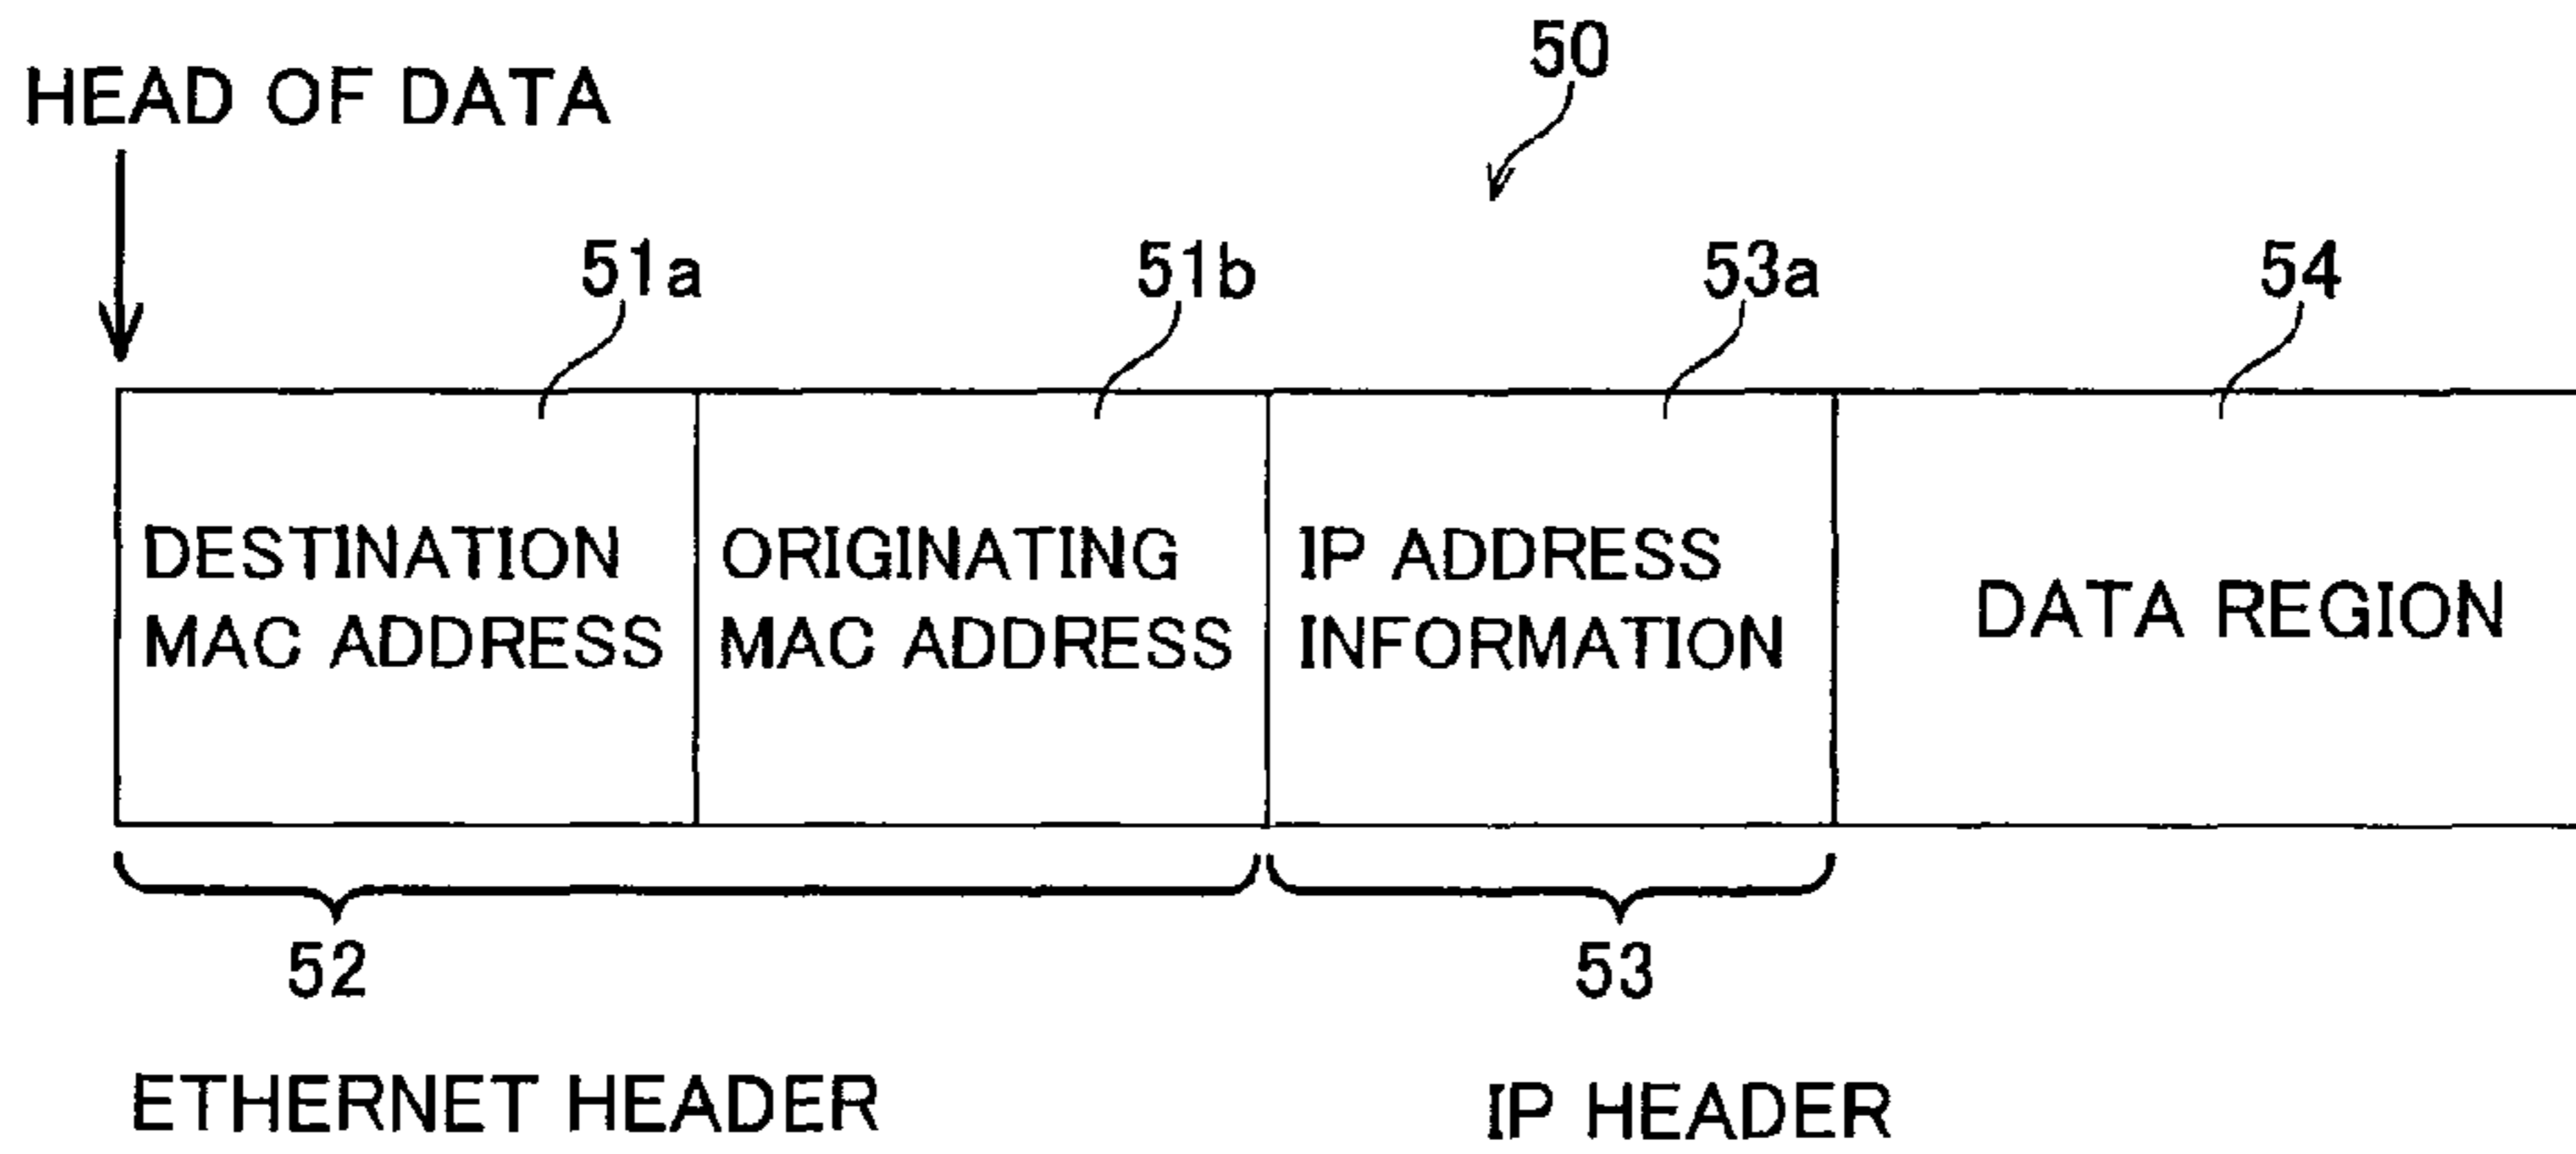 50
HEAD OF DATA
51a 51b 53a 54
DESTINATION ORIGINATING IP ADDRESS
MAC ADDRESS MAC ADDRESS INFORMATION DATA REGION
52 53
ETHERNET HEADER IP HEADER